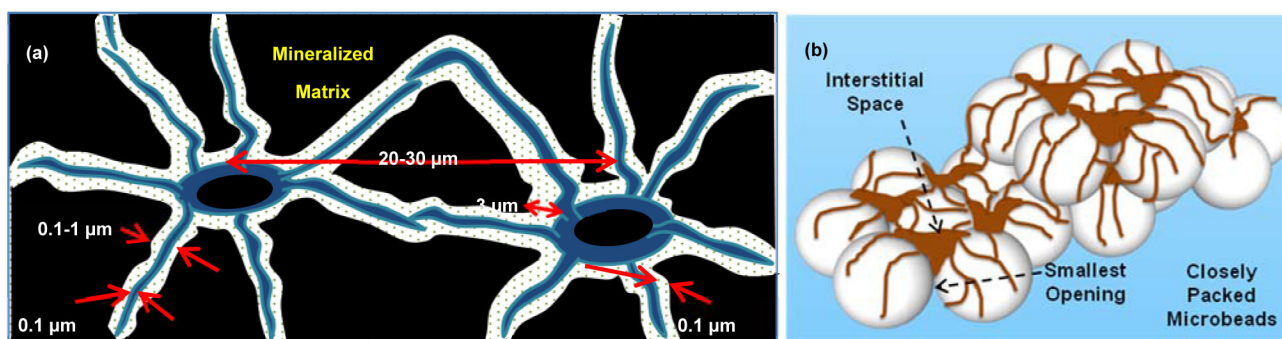 (a)
Mineralized
Matrix
20-30 µm
3 µm
0.1-1 µm
0.1 µm
0.1 µm
(b)
Interstitial
Space
Smallest
Opening
Closely
Packed
Microbeads